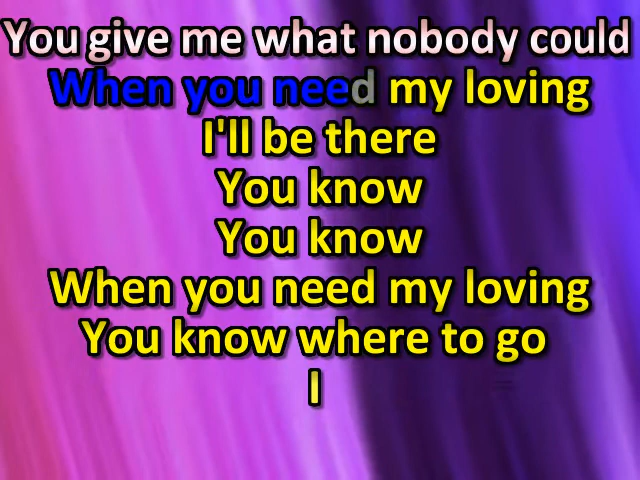 You give me what nobody could
When you need my loving
I'll be there
You know
You know
When you need my loving
You know where to go
I